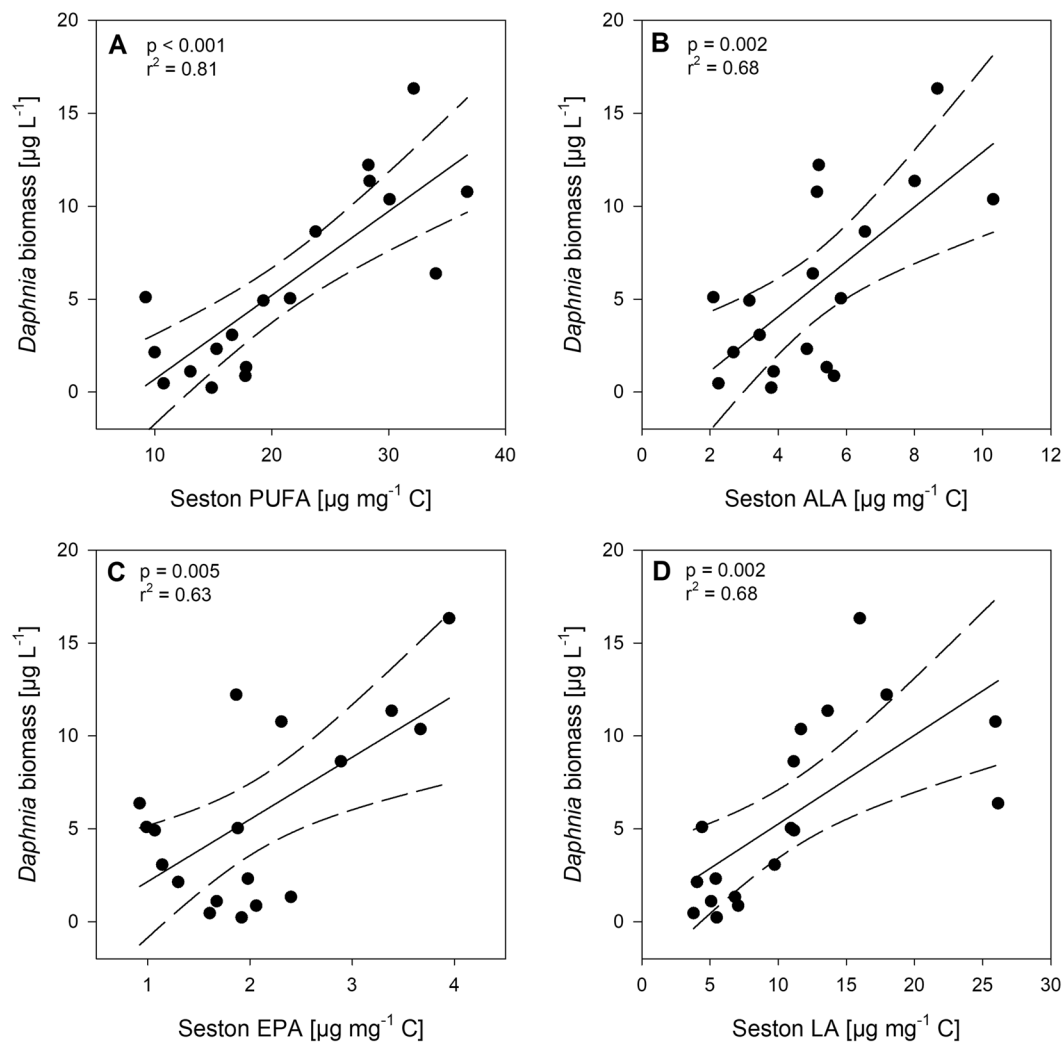 A
p < 0.001
r² = 0.81
20
15
10
5
0
Daphnia biomass [µg L⁻¹]
10 20 30 40
Seston PUFA [µg mg⁻¹ C]
B
p = 0.002
r² = 0.68
20
15
10
5
0
Daphnia biomass [µg L⁻¹]
0 2 4 6 8 10 12
Seston ALA [µg mg⁻¹ C]
C
p = 0.005
r² = 0.63
20
15
10
5
0
Daphnia biomass [µg L⁻¹]
1 2 3 4
Seston EPA [µg mg⁻¹ C]
D
p = 0.002
r² = 0.68
20
15
10
5
0
Daphnia biomass [µg L⁻¹]
0 5 10 15 20 25 30
Seston LA [µg mg⁻¹ C]